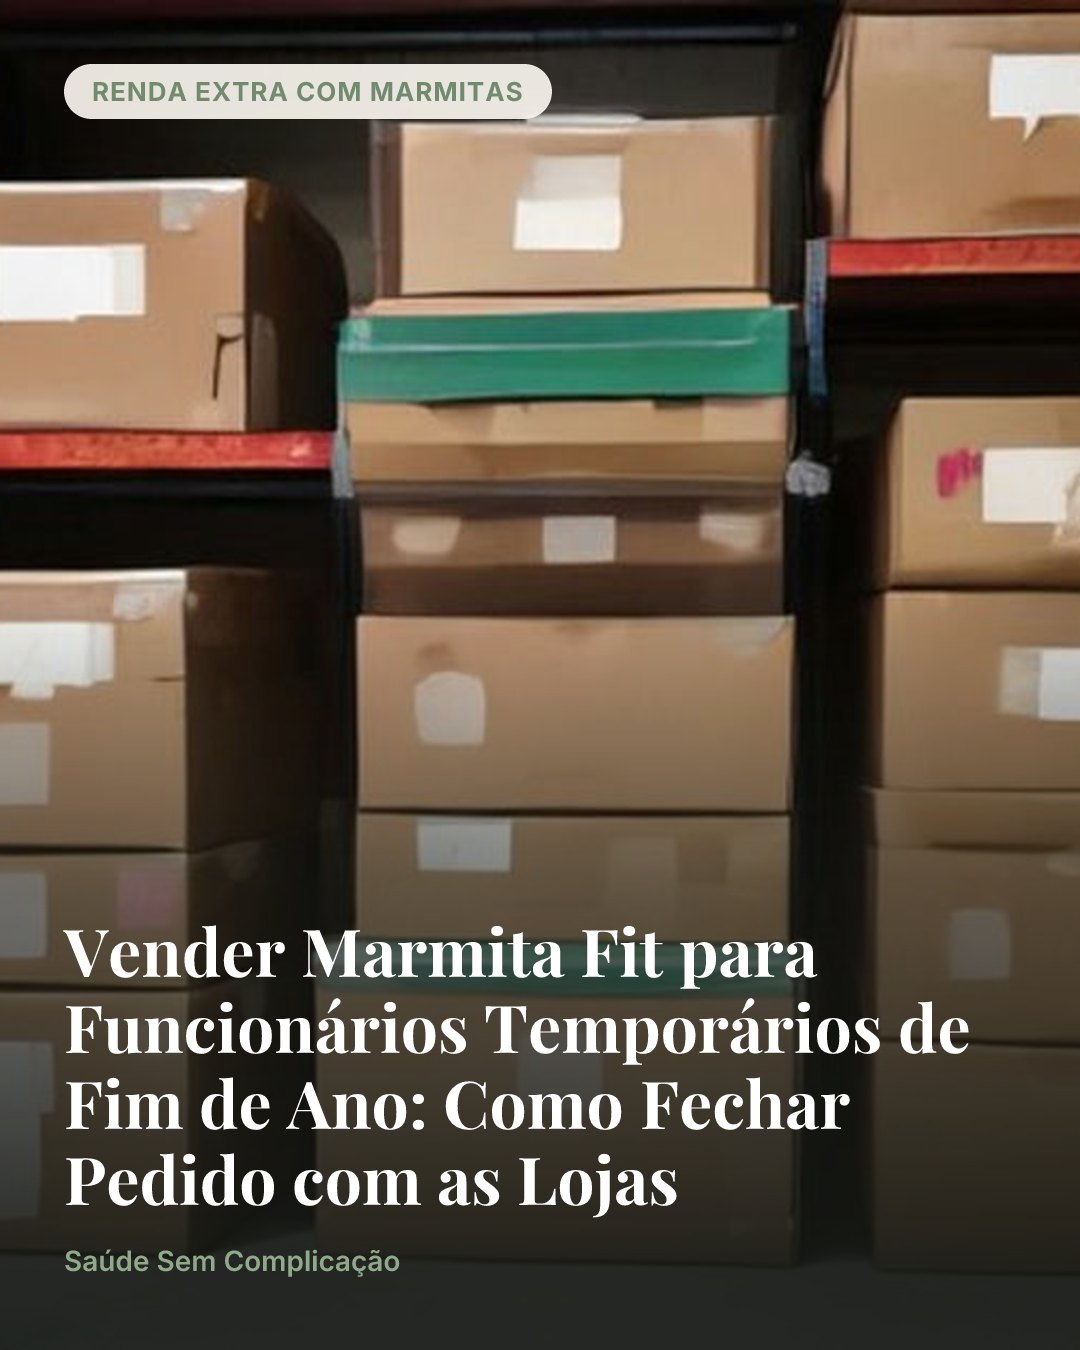 RENDA EXTRA COM MARMITAS
Vender Marmita Fit para
Funcionários Temporários de
Fim de Ano: Como Fechar
Pedido com as Lojas
Saúde Sem Complicação